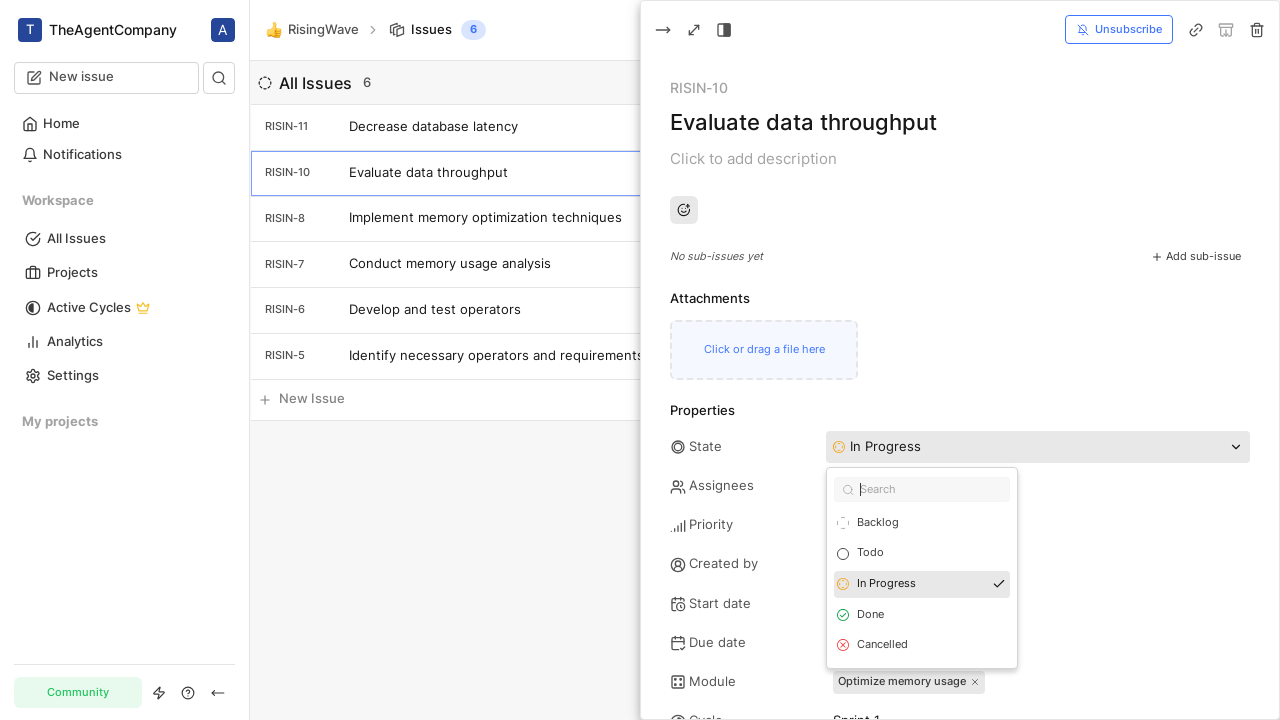 T TheAgentCompany A
New issue
Home
Notifications
Workspace
All Issues
Projects
Active Cycles
Analytics
Settings
My projects
Community
RisingWave
Issues 6
All Issues 6
RISIN-11 Decrease database latency
RISIN-10 Evaluate data throughput
RISIN-8 Implement memory optimization techniques
RISIN-7 Conduct memory usage analysis
RISIN-6 Develop and test operators
RISIN-5 Identify necessary operators and requirements
New Issue
Unsubscribe
RISIN-10
Evaluate data throughput
Click to add description
No sub-issues yet
Add sub-issue
Attachments
Click or drag a file here
Properties
State In Progress
Assignees
Priority
Created by
Start date
Due date
Module
Search
Backlog
Todo
In Progress
Done
Cancelled
Optimize memory usage
Cycle Sprint 1